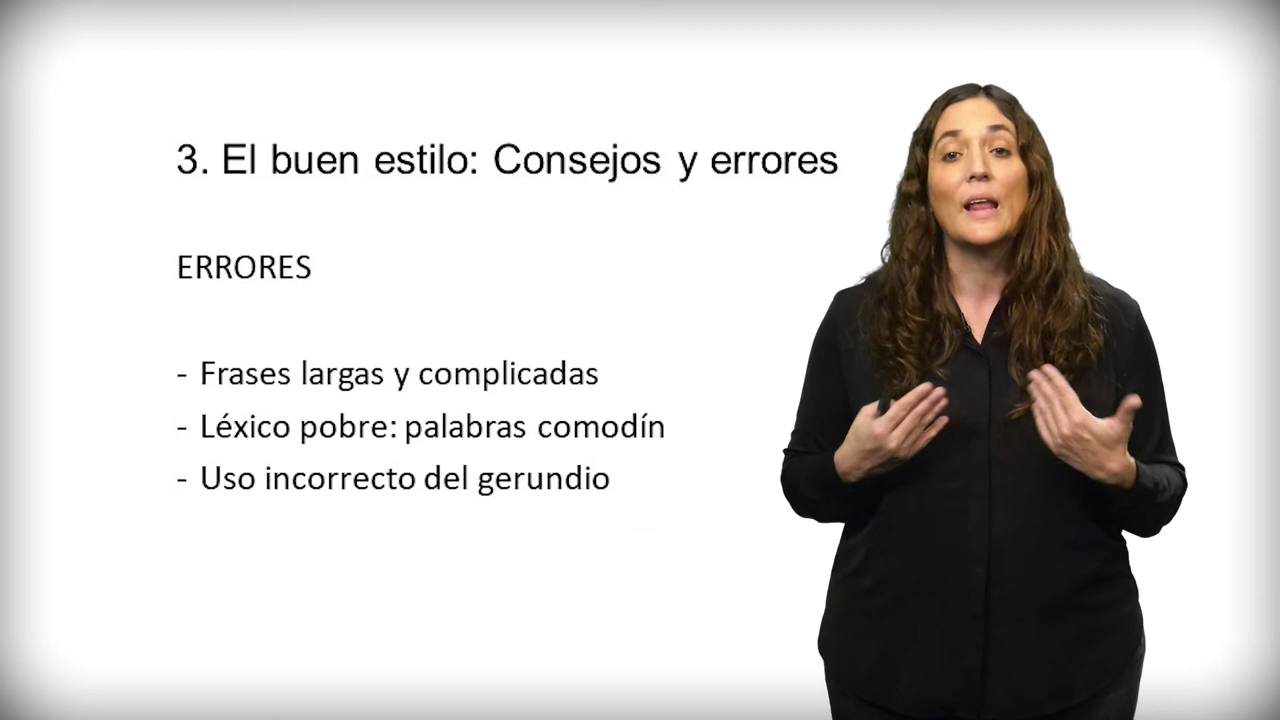 3. El buen estilo: Consejos y errores
ERRORES
- Frases largas y complicadas
- Léxico pobre: palabras comodín
- Uso incorrecto del gerundio